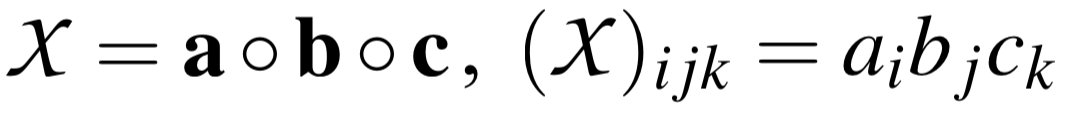 𝒳 = 𝐚 ∘ 𝐛 ∘ 𝐜, (𝒳)ᵢⱼₖ = aᵢbⱼcₖ